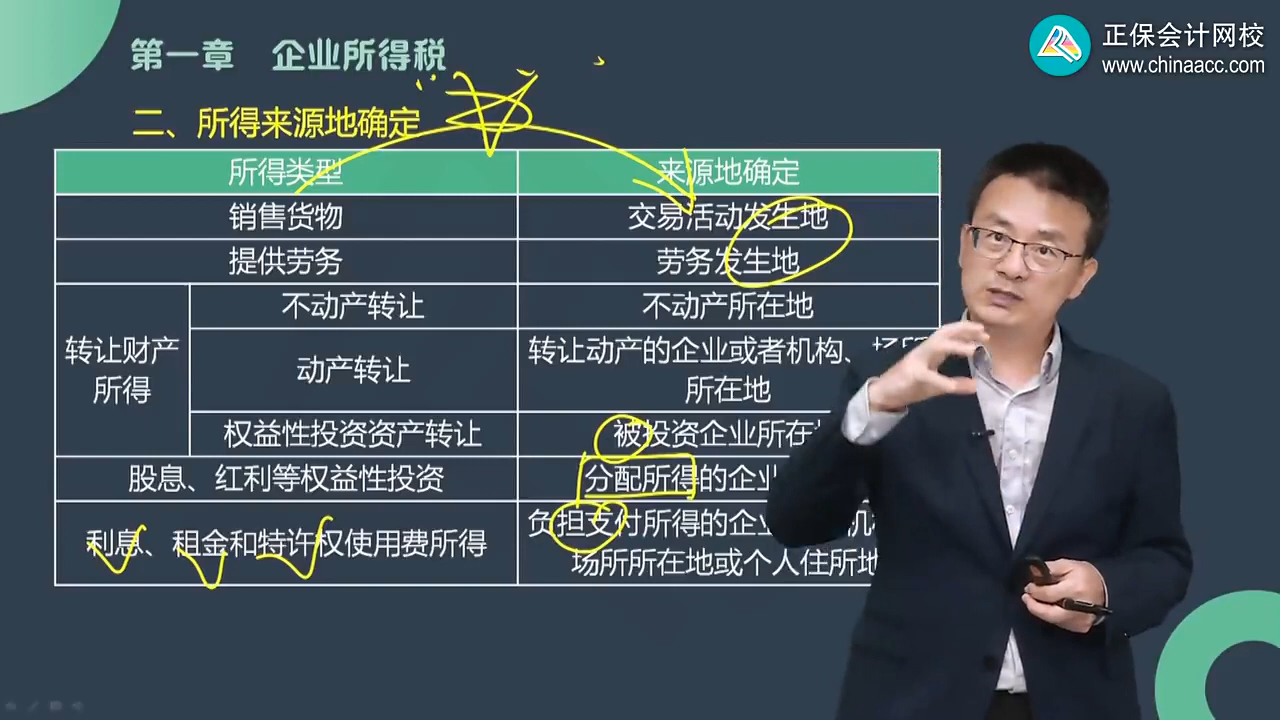 第一章 企业所得税
正保会计网校
www.chinaacc.com
二、所得来源地确定
所得类型 来源地确定
销售货物 交易活动发生地
提供劳务 劳务发生地
转让财产
所得
不动产转让 不动产所在地
动产转让 转让动产的企业或者机构、场所
所在地
权益性投资资产转让 被投资企业所在
股息、红利等权益性投资 分配所得的企业
利息、租金和特许权使用费所得 负担支付所得的企业 机
场所所在地或个人住所地